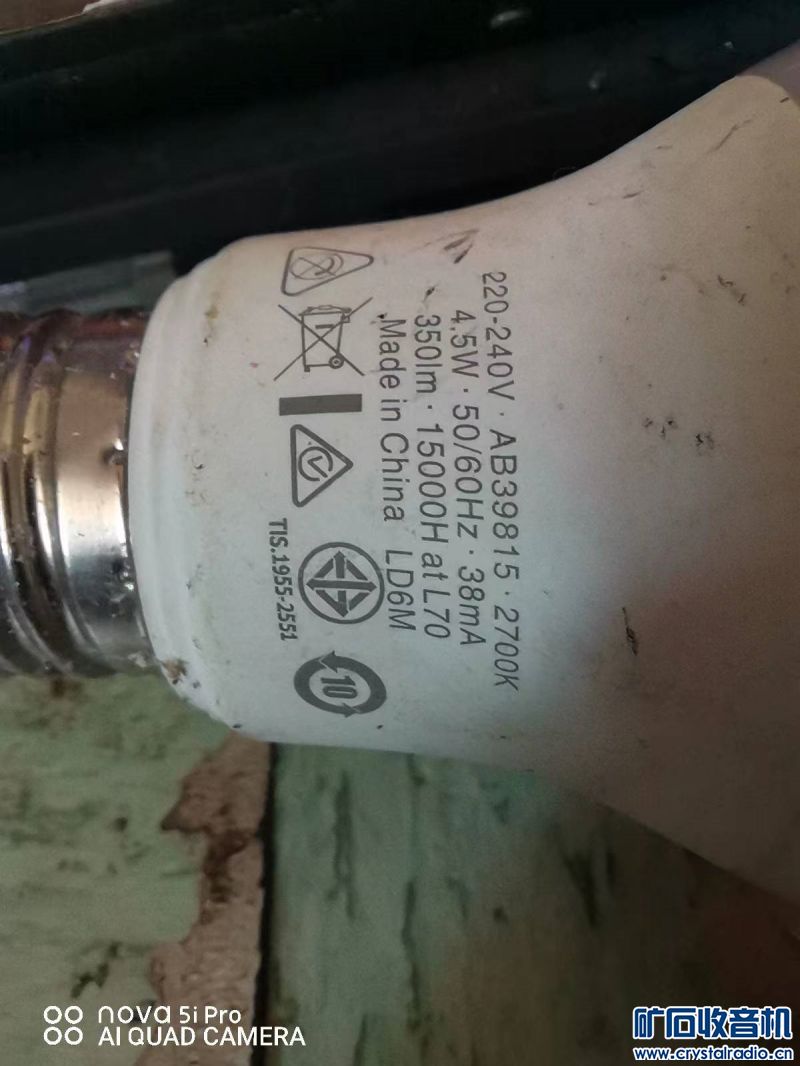 220-240V · AB39815 · 2700K
4,5W · 50/60Hz · 38mA
350lm · 15000H at L70
Made in China LD6M
TIS.1955-2551
10
nova 5i Pro
AI QUAD CAMERA
矿石收音机
www.crystalradio.cn